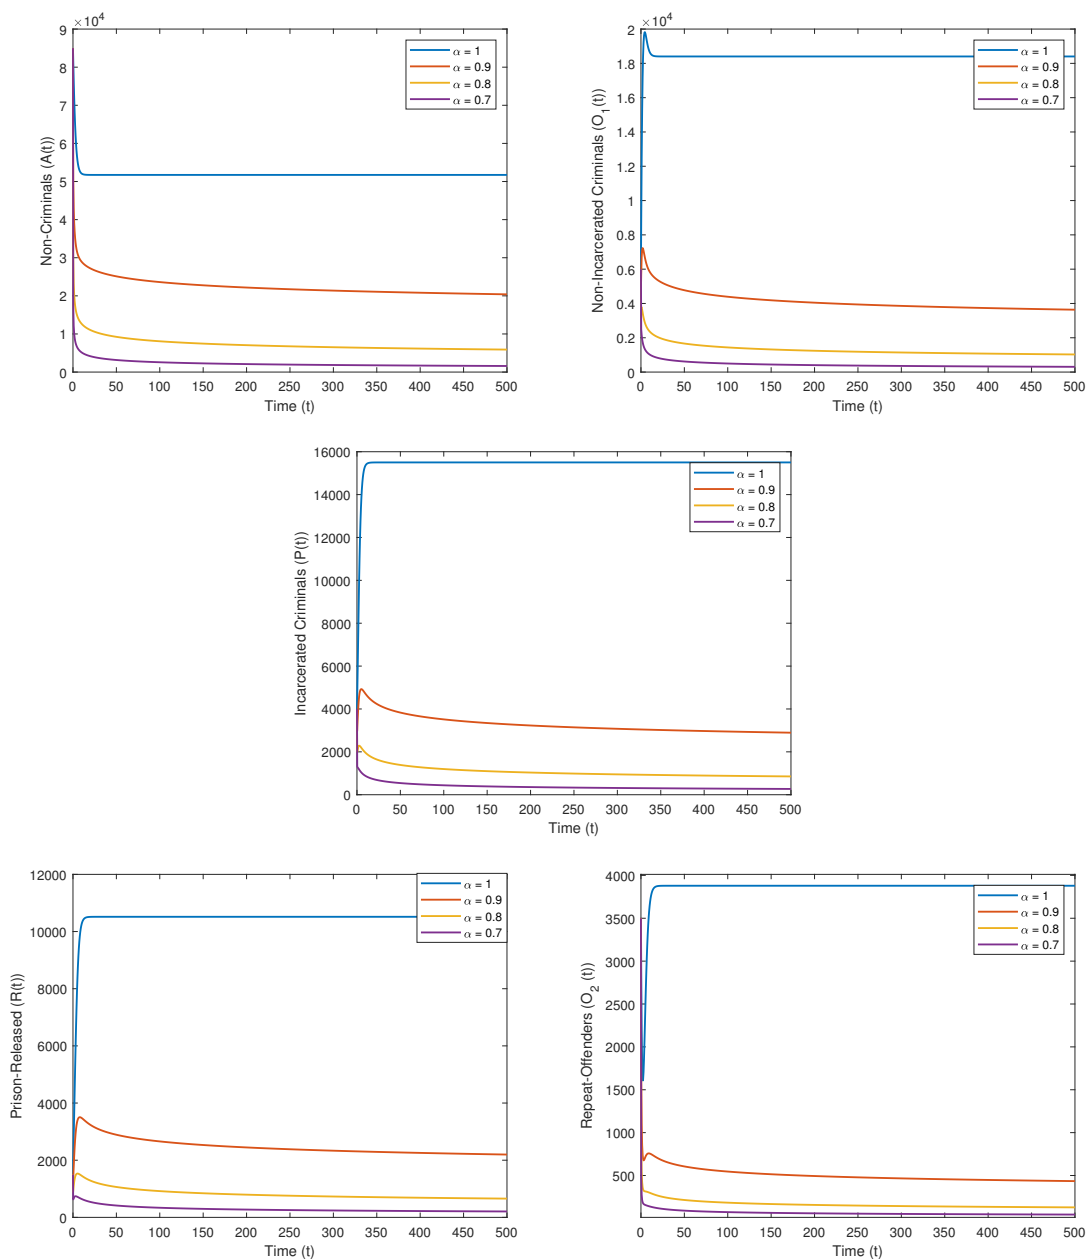 ×10^4
9
8
7
6
5
4
3
2
1
0
Non-Criminals (A(t))
0 50 100 150 200 250 300 350 400 450 500
Time (t)
α = 1
α = 0.9
α = 0.8
α = 0.7
×10^4
2
1.8
1.6
1.4
1.2
1
0.8
0.6
0.4
0.2
0
Non-Incarcerated Criminals (O_1(t))
0 50 100 150 200 250 300 350 400 450 500
Time (t)
α = 1
α = 0.9
α = 0.8
α = 0.7
16000
14000
12000
10000
8000
6000
4000
2000
0
Incarcerated Criminals (P(t))
0 50 100 150 200 250 300 350 400 450 500
Time (t)
α = 1
α = 0.9
α = 0.8
α = 0.7
12000
10000
8000
6000
4000
2000
0
Prison-Released (R(t))
0 50 100 150 200 250 300 350 400 450 500
Time (t)
α = 1
α = 0.9
α = 0.8
α = 0.7
4000
3500
3000
2500
2000
1500
1000
500
Repeat-Offenders (O_2 (t))
0 50 100 150 200 250 300 350 400 450 500
Time (t)
α = 1
α = 0.9
α = 0.8
α = 0.7